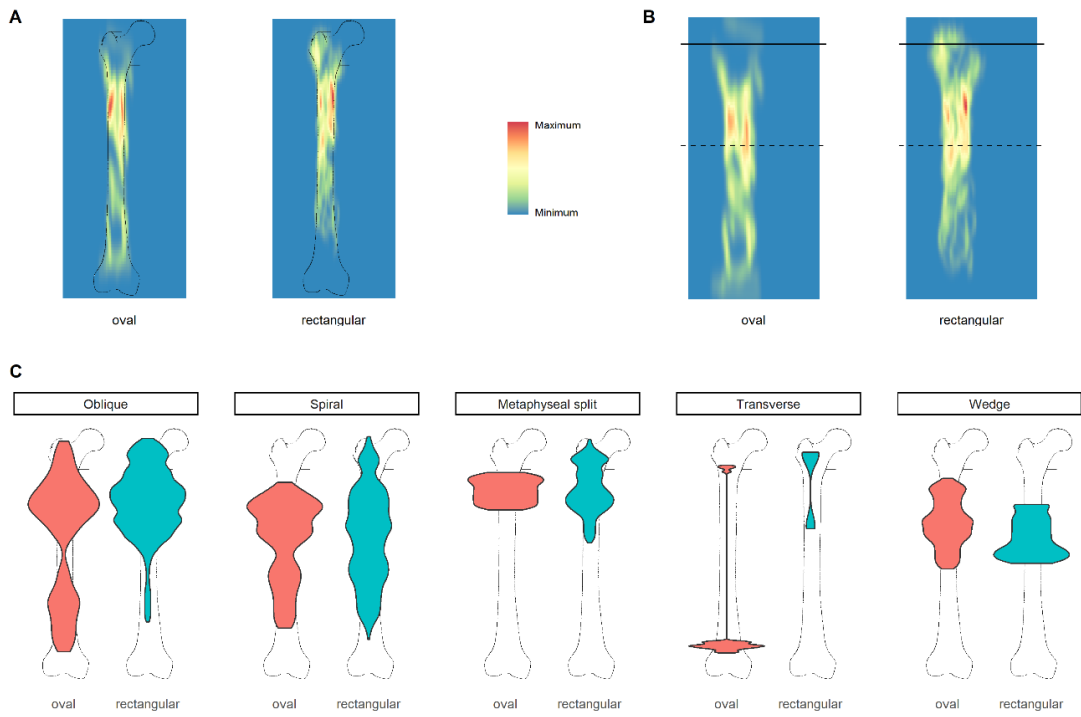 A
B
Maximum
Minimum
oval
rectangular
oval
rectangular
C
Oblique
Spiral
Metaphyseal split
Transverse
Wedge
oval
rectangular
oval
rectangular
oval
rectangular
oval
rectangular
oval
rectangular